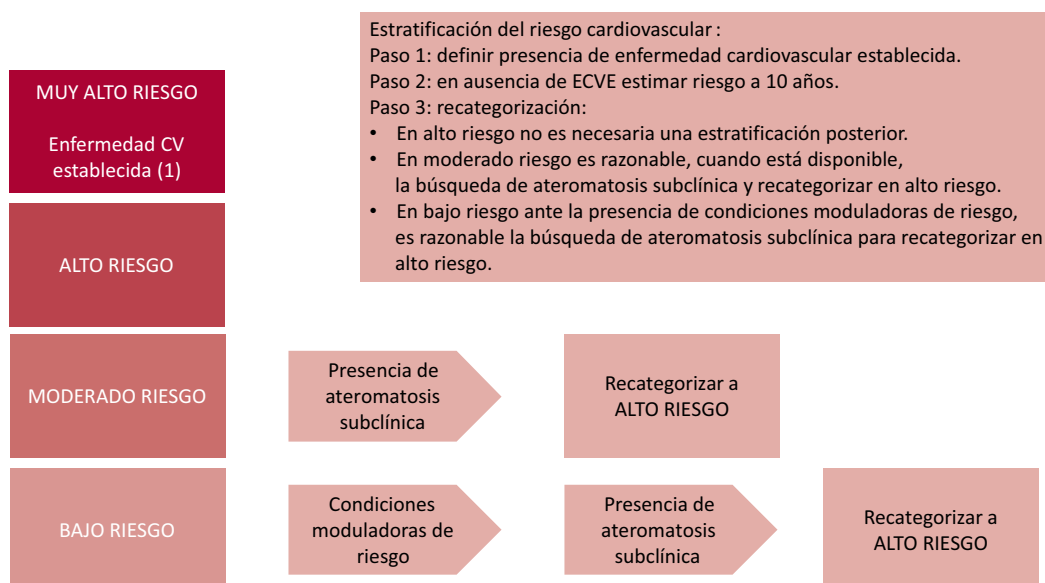 Estratificación del riesgo cardiovascular :
Paso 1: definir presencia de enfermedad cardiovascular establecida.
Paso 2: en ausencia de ECVE estimar riesgo a 10 años.
Paso 3: recategorización:
• En alto riesgo no es necesaria una estratificación posterior.
• En moderado riesgo es razonable, cuando está disponible,
la búsqueda de ateromatosis subclínica y recategorizar en alto riesgo.
• En bajo riesgo ante la presencia de condiciones moduladoras de riesgo,
es razonable la búsqueda de ateromatosis subclínica para recategorizar en
alto riesgo.
MUY ALTO RIESGO
Enfermedad CV
establecida (1)
ALTO RIESGO
MODERADO RIESGO
Presencia de
ateromatosis
subclínica
Recategorizar a
ALTO RIESGO
BAJO RIESGO
Condiciones
moduladoras de
riesgo
Presencia de
ateromatosis
subclínica
Recategorizar a
ALTO RIESGO